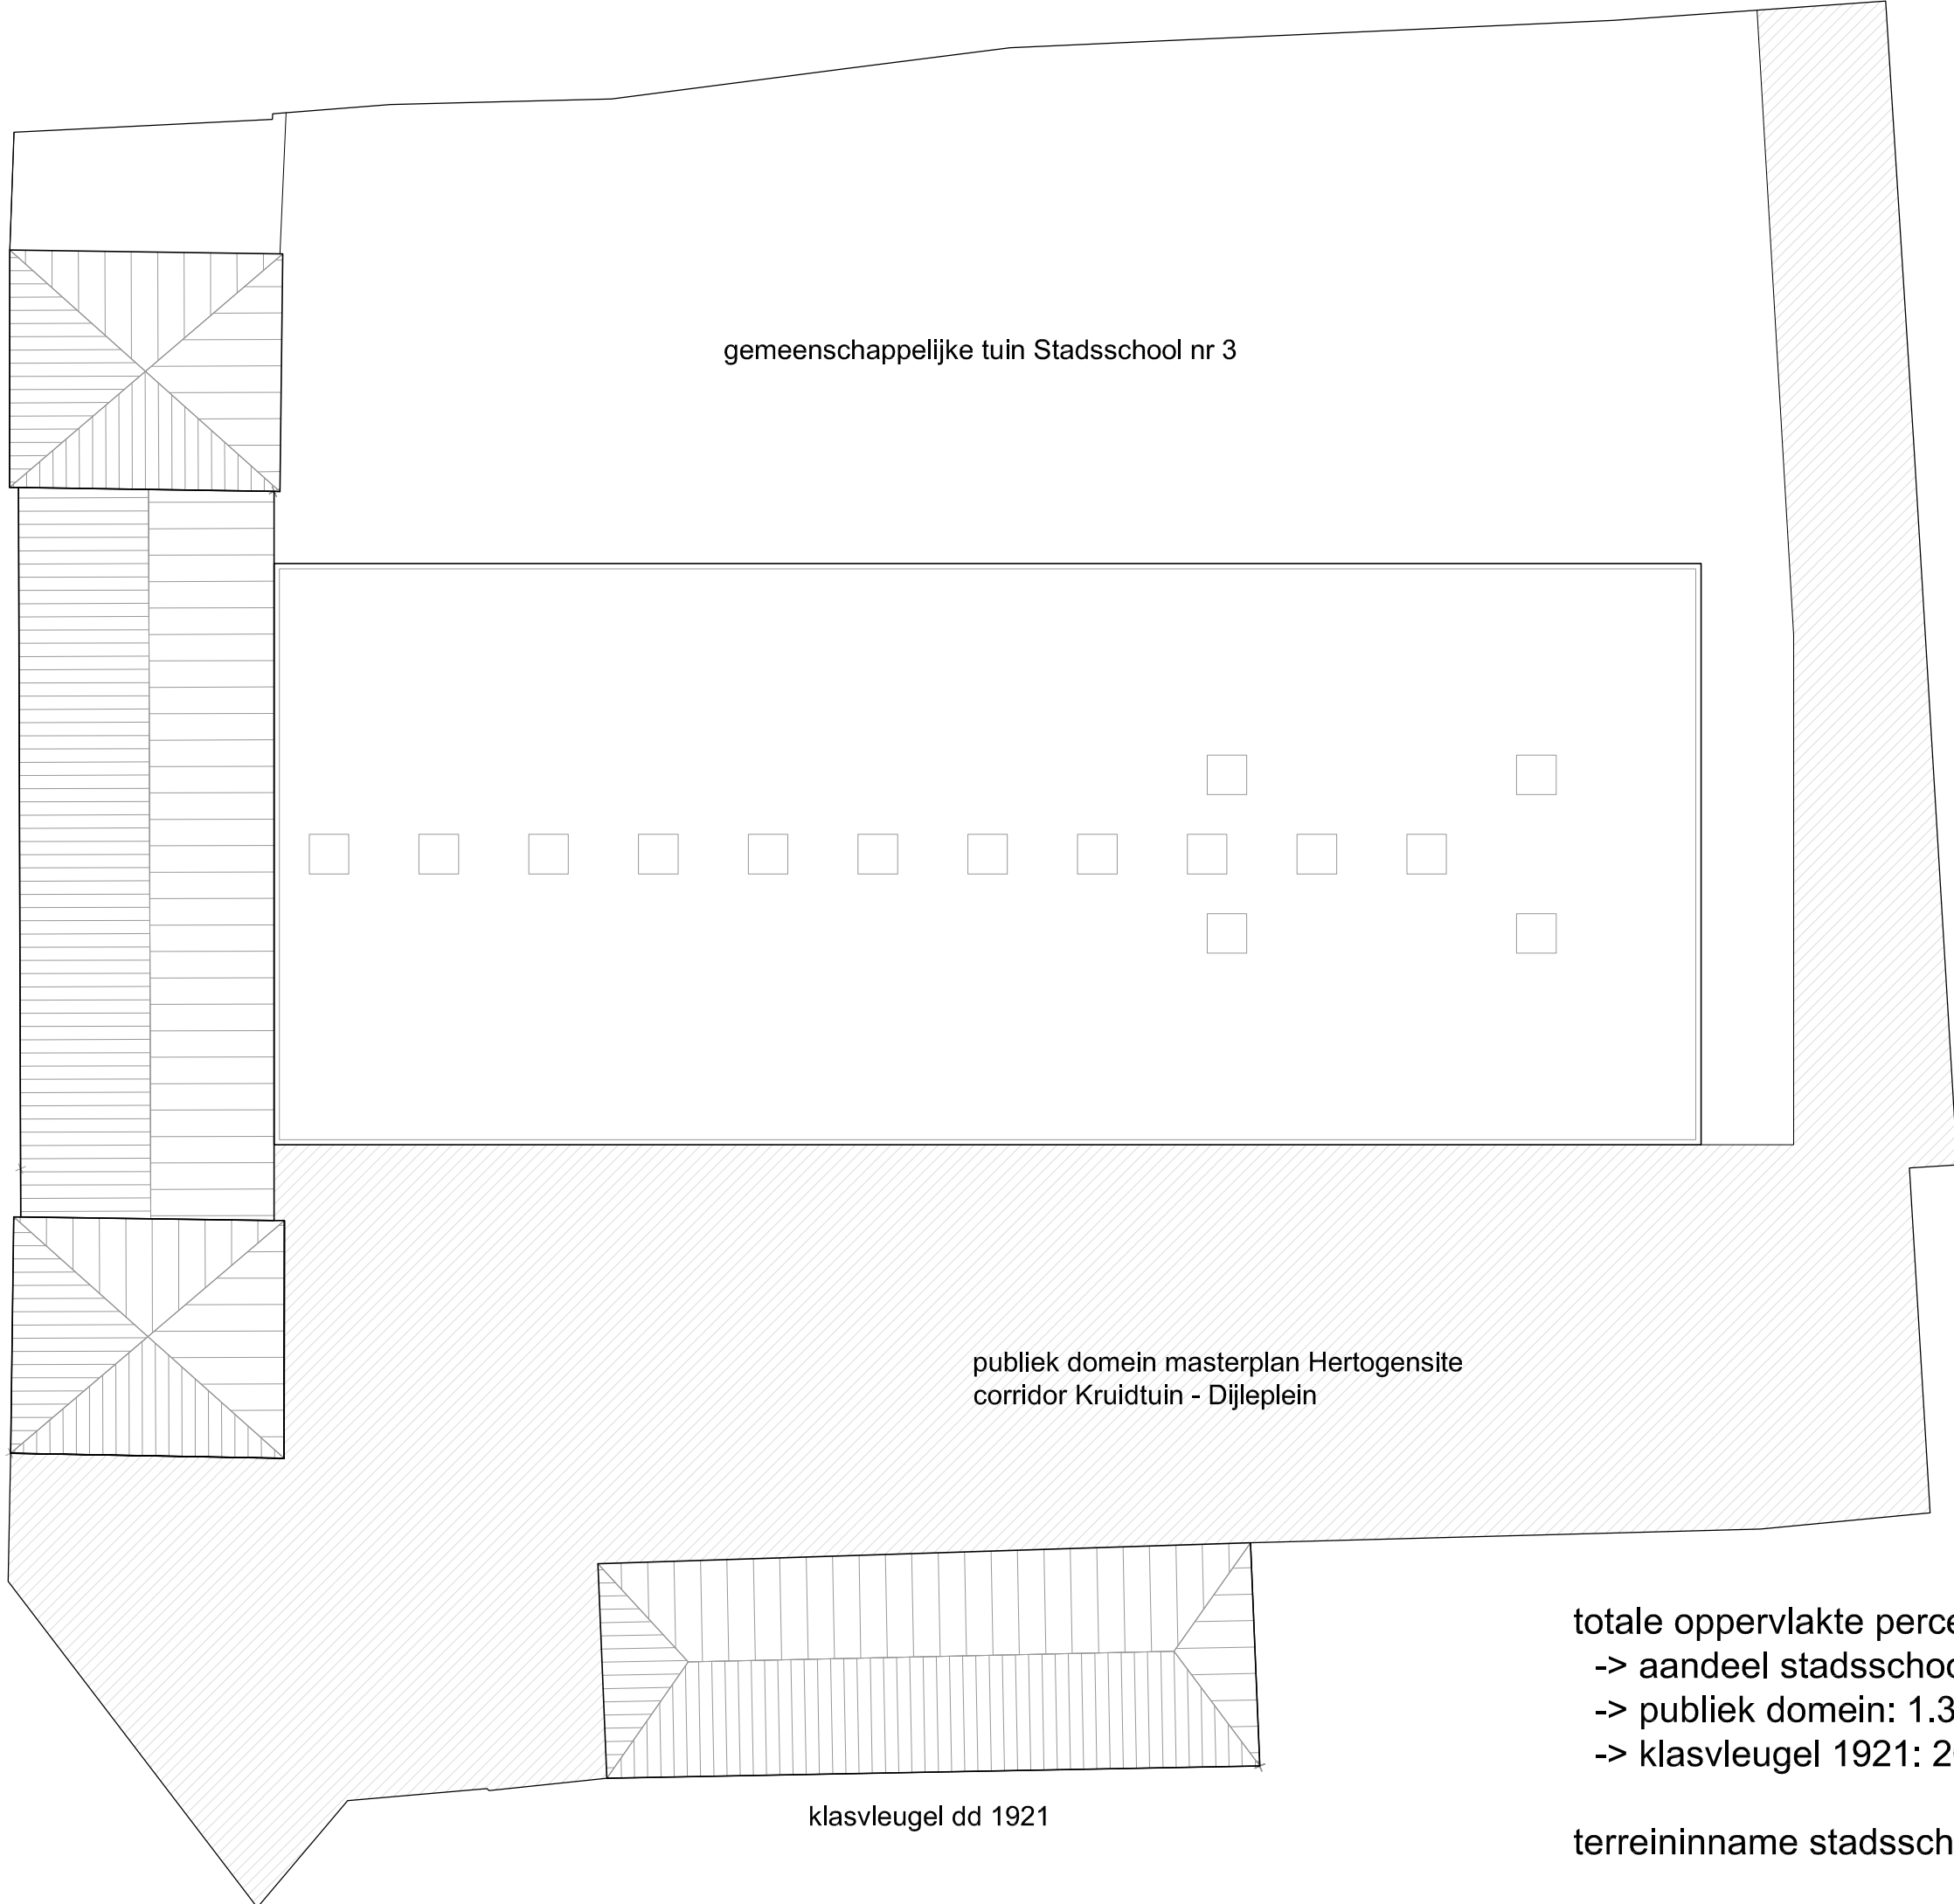 gemeenschappelijke tuin Stadsschool nr 3
publiek domein masterplan Hertogensite
corridor Kruidtuin - Dijleplein
totale oppervlakte perce
-> aandeel stadsschoo
-> publiek domein: 1.3
-> klasvleugel 1921: 2
klasvleugel dd 1921
terreininname stadssch